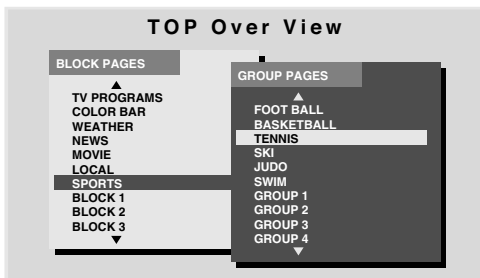 TOP Over View
BLOCK PAGES
TV PROGRAMS
COLOR BAR
WEATHER
NEWS
MOVIE
LOCAL
SPORTS
BLOCK 1
BLOCK 2
BLOCK 3
GROUP PAGES
FOOT BALL
BASKETBALL
TENNIS
SKI
JUDO
SWIM
GROUP 1
GROUP 2
GROUP 3
GROUP 4